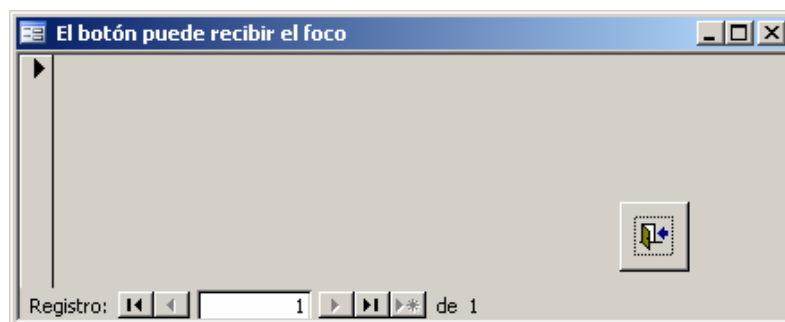 El botón puede recibir el foco
Registro: 1 de 1